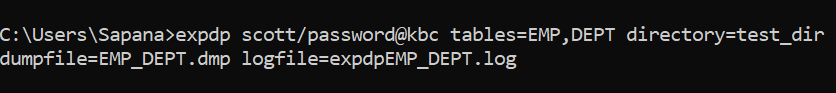 C:\Users\Sapana>expdp scott/password@kbc tables=EMP,DEPT directory=test_dir
dumpfile=EMP_DEPT.dmp logfile=expdpEMP_DEPT.log